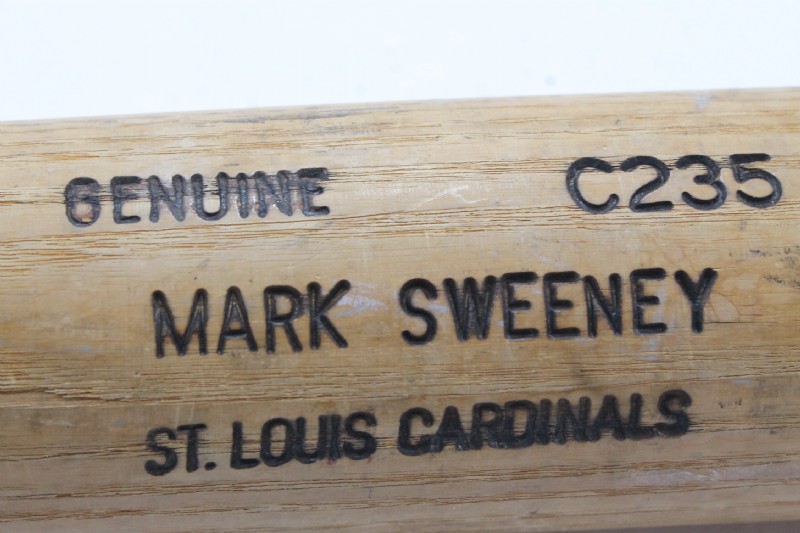 GENUINE C235
MARK SWEENEY
ST. LOUIS CARDINALS